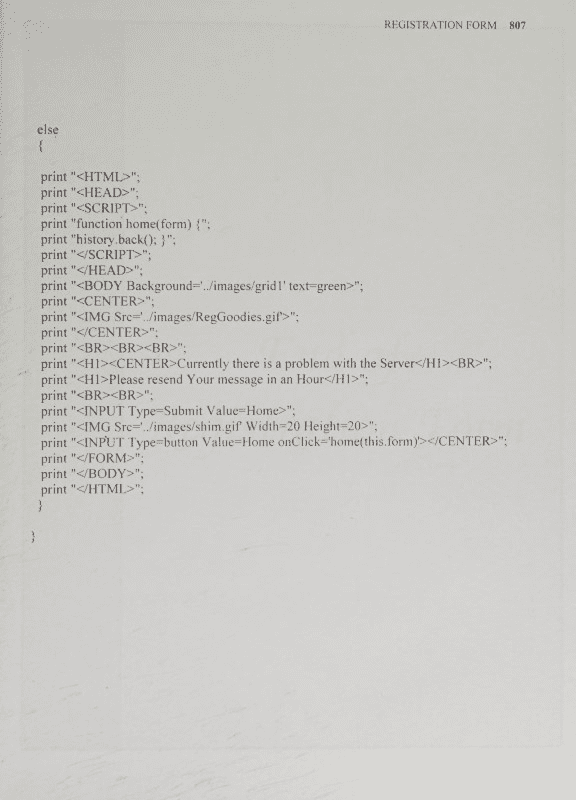 REGISTRATION FORM 807
else
{
print "<HTML>";
print "<HEAD>";
print "<SCRIPT>";
print "function home(form) {";
print "history.back(); }";
print "</SCRIPT>";
print "</HEAD>";
print "<BODY Background='../images/grid1' text=green>";
print "<CENTER>";
print "<IMG Src='../images/RegGoodies.gif'>";
print "</CENTER>";
print "<BR><BR><BR>";
print "<H1><CENTER>Currently there is a problem with the Server</H1><BR>";
print "<H1>Please resend Your message in an Hour</H1>";
print "<BR><BR>";
print "<INPUT Type=Submit Value=Home>";
print "<IMG Src='../images/shim.gif' Width=20 Height=20>";
print "<INPUT Type=button Value=Home onClick='home(this.form)'></CENTER>";
print "</FORM>";
print "</BODY>";
print "</HTML>";
}
}